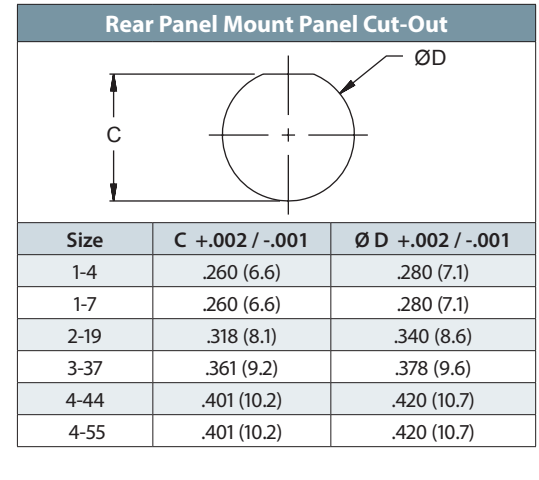 Rear Panel Mount Panel Cut-Out
ØD
C
Size C +.002 / -.001 Ø D +.002 / -.001
1-4 .260 (6.6) .280 (7.1)
1-7 .260 (6.6) .280 (7.1)
2-19 .318 (8.1) .340 (8.6)
3-37 .361 (9.2) .378 (9.6)
4-44 .401 (10.2) .420 (10.7)
4-55 .401 (10.2) .420 (10.7)